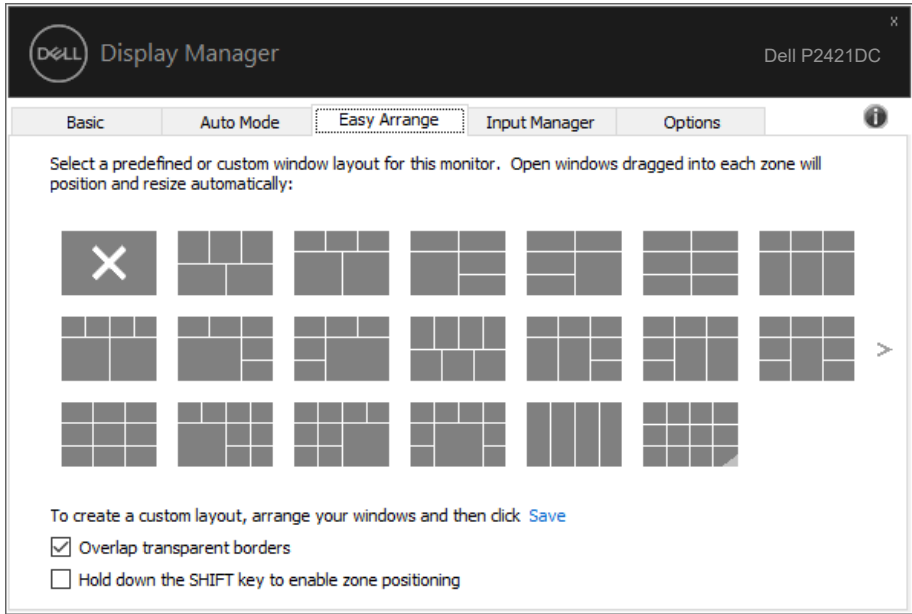 x
DELL Display Manager
Dell P2421DC
Basic Auto Mode Easy Arrange Input Manager Options
Select a predefined or custom window layout for this monitor. Open windows dragged into each zone will
position and resize automatically:
>
To create a custom layout, arrange your windows and then click Save
Overlap transparent borders
Hold down the SHIFT key to enable zone positioning